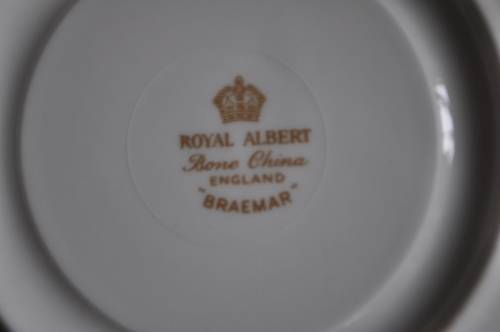 ROYAL ALBERT
Bone China
ENGLAND
"BRAEMAR"